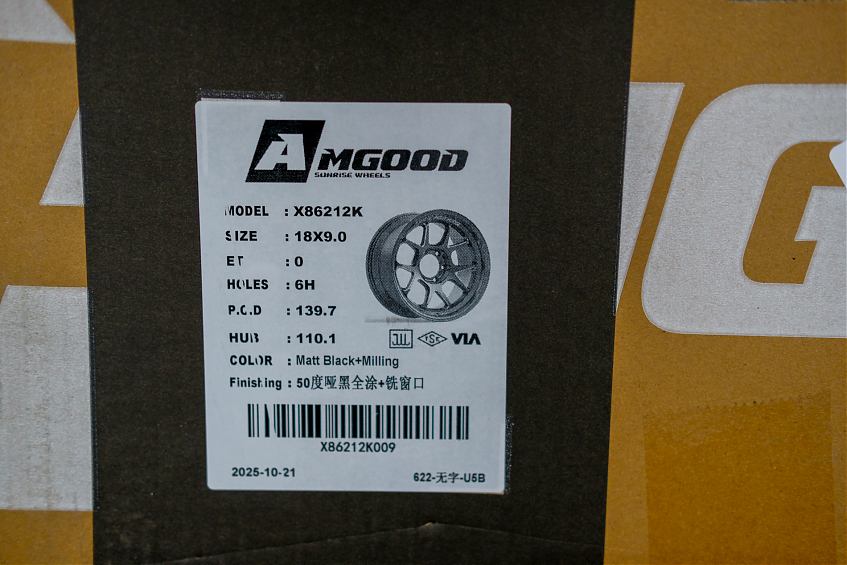 AMGOOD
SUNRISE WHEELS
MODEL : X86212K
SIZE : 18X9.0
ET : 0
HOLES : 6H
P.C.D : 139.7
HUB : 110.1
JWL TSK VIA
COLOR : Matt Black+Milling
Finishing : 50度哑黑全涂+铣窗口
X86212K009
2025-10-21 622-无字-U5B
G